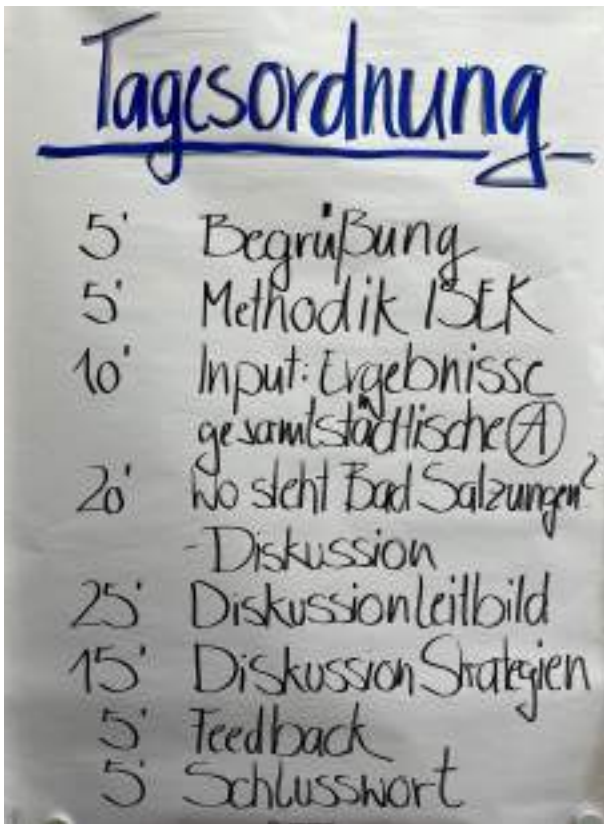 Tagesordnung
5' Begrüßung
5' Methodik ISEK
10' Input: Ergebnisse
gesamtstädtische Ⓐ
20' Wo steht Bad Salzungen?
- Diskussion
25' Diskussion Leitbild
15' Diskussion Strategien
5' Feedback
5' Schlusswort